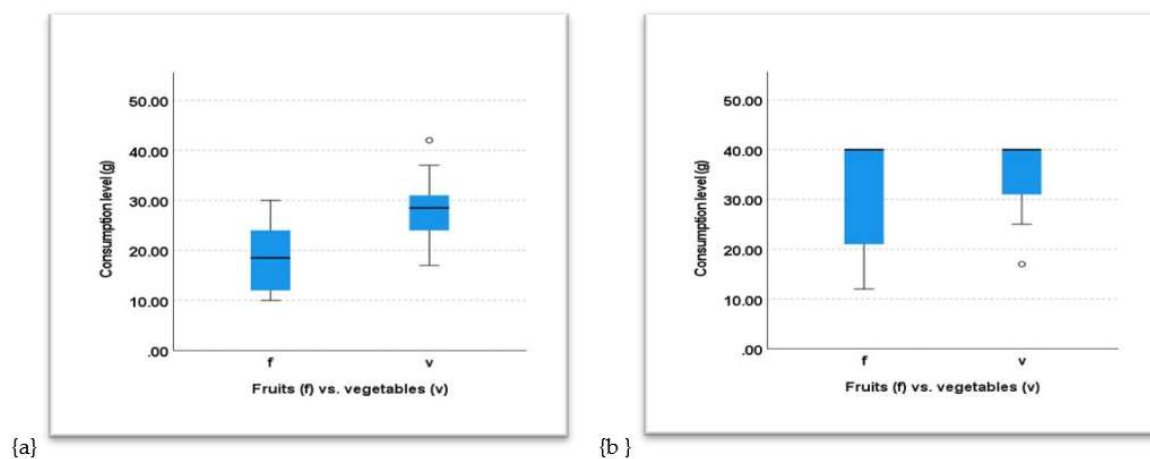 50.00
40.00
30.00
20.00
10.00
.00
Consumption level (g)
f
v
Fruits (f) vs. vegetables (v)
{a}
50.00
40.00
30.00
20.00
10.00
.00
Consumption level (g)
f
v
Fruits (f) vs. vegetables (v)
{b }